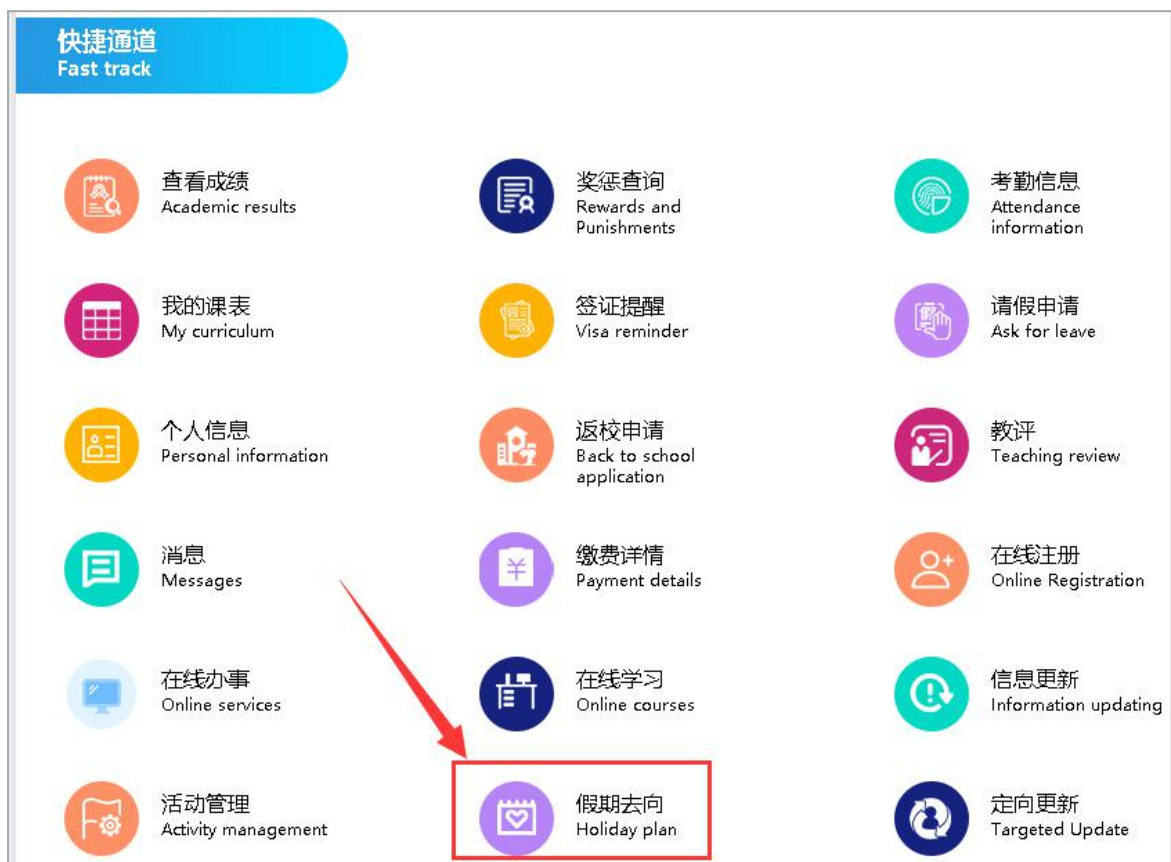 快捷通道
Fast track
查看成绩
Academic results
奖惩查询
Rewards and
Punishments
考勤信息
Attendance
information
我的课表
My curriculum
签证提醒
Visa reminder
请假申请
Ask for leave
个人信息
Personal information
返校申请
Back to school
application
教评
Teaching review
消息
Messages
缴费详情
Payment details
在线注册
Online Registration
在线办事
Online services
在线学习
Online courses
信息更新
Information updating
活动管理
Activity management
假期去向
Holiday plan
定向更新
Targeted Update